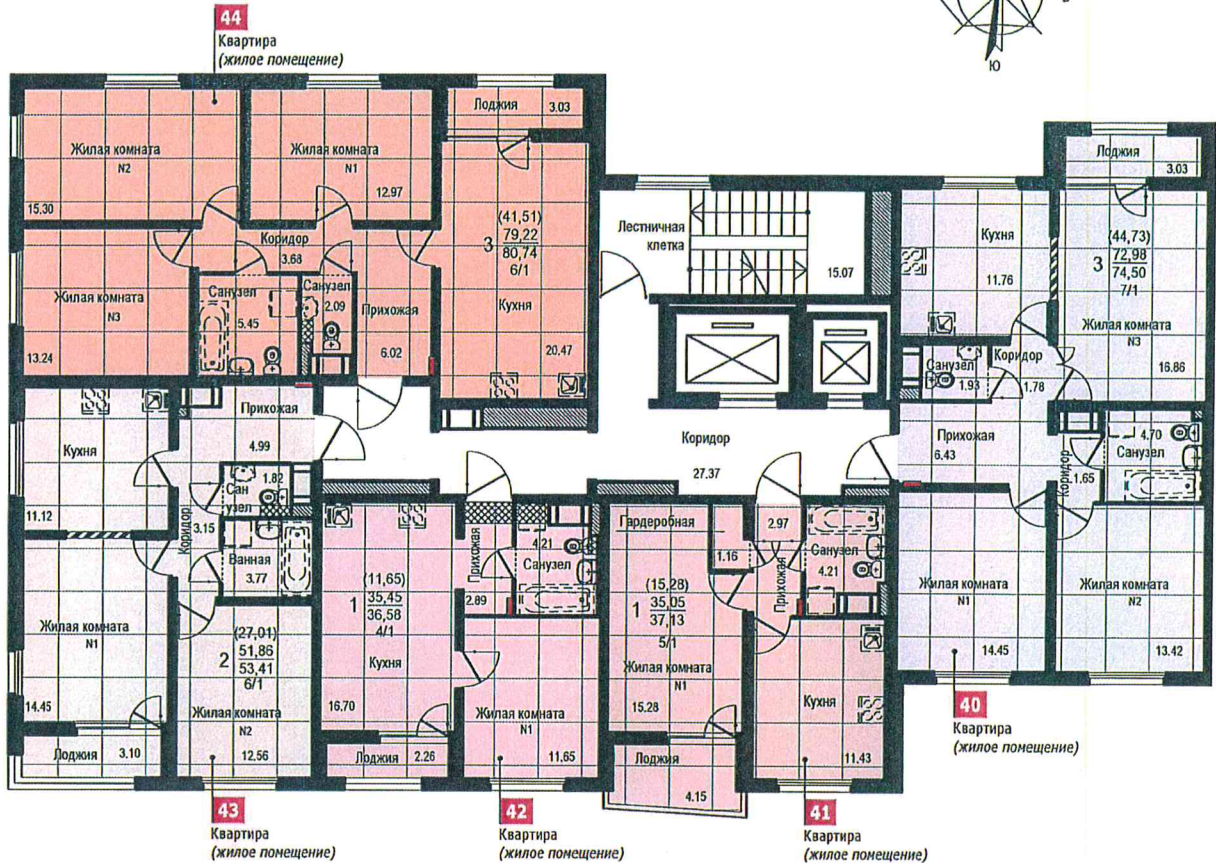 44
Квартира
(жилое помещение)
Ю
Жилая комната
N2
15.30
Жилая комната
N1
12.97
Лоджия 3.03
(41,51)
3 79,22
80,74
6/1
Кухня
20.47
Коридор
3.68
Жилая комната
N3
13.24
Санузел
5.45
Санузел
2.09
Прихожая
6.02
Лестничная
клетка
15.07
Кухня
11.76
Лоджия
3.03
(44,73)
3 72,98
74,50
7/1
Жилая комната
N3
16.86
Санузел
1.93
Коридор
1.78
Прихожая
6.43
Коридор
1.65
4.70
Санузел
Жилая комната
N1
14.45
Жилая комната
N2
13.42
Коридор
27.37
Кухня
11.12
Прихожая
4.99
1.82
Сан
узел
Коридор
3.15
Ванная
3.77
Жилая комната
N1
14.45
Лоджия 3.10
(27,01)
2 51,86
53,41
6/1
Жилая комната
N2
12.56
(11,65)
1 35,45
36,58
4/1
Кухня
16.70
Лоджия 2.26
Прихожая
2.89
4.21
Санузел
Жилая комната
N1
11.65
Гардеробная
1.16
2.97
Прихожая
Санузел
4.21
(15,28)
1 35,05
37,13
5/1
Жилая комната
N1
15.28
Лоджия
4.15
Кухня
11.43
40
Квартира
(жилое помещение)
43
Квартира
(жилое помещение)
42
Квартира
(жилое помещение)
41
Квартира
(жилое помещение)